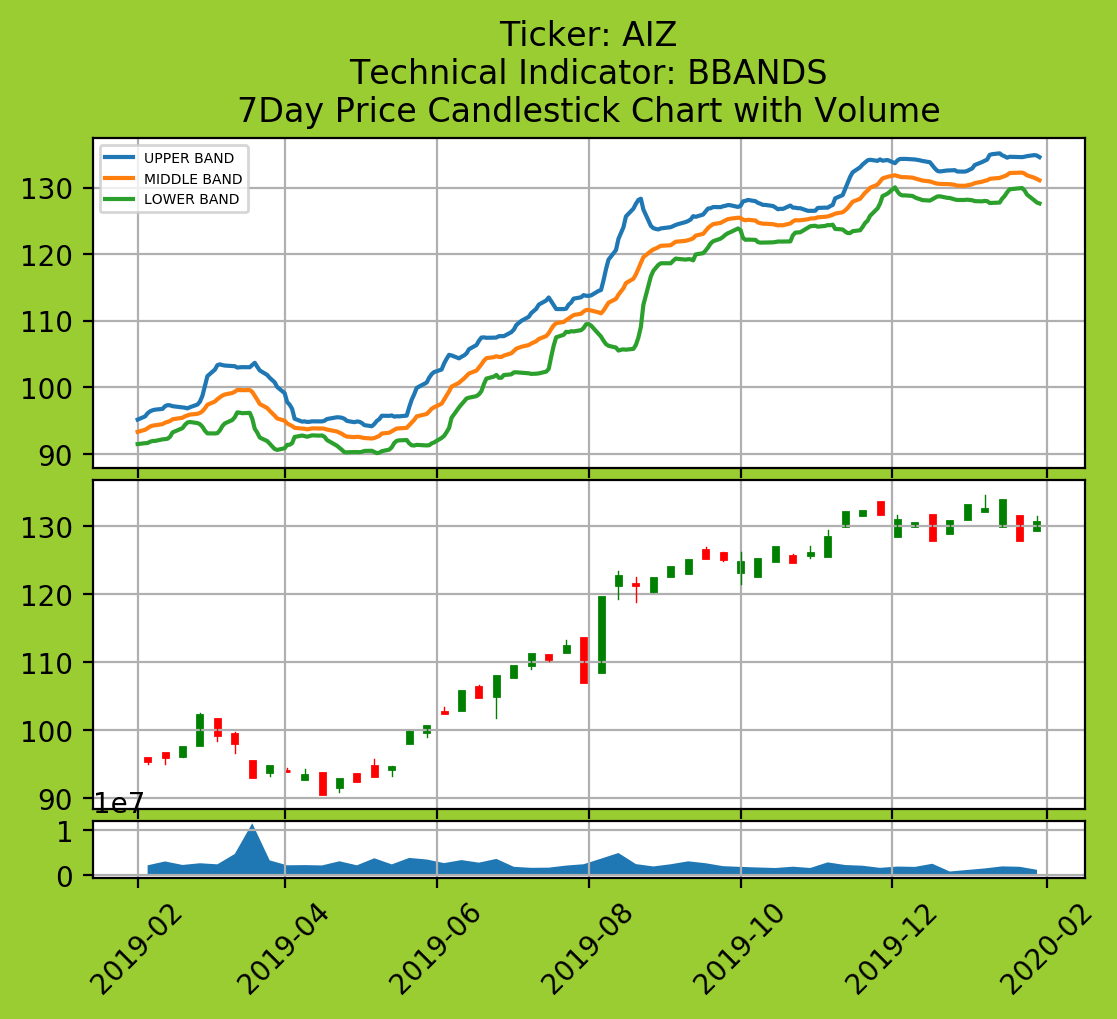 Ticker: AIZ
Technical Indicator: BBANDS
7Day Price Candlestick Chart with Volume
UPPER BAND
MIDDLE BAND
LOWER BAND
130
120
110
100
90
130
120
110
100
90
1e7
1
0
2019-02
2019-04
2019-06
2019-08
2019-10
2019-12
2020-02